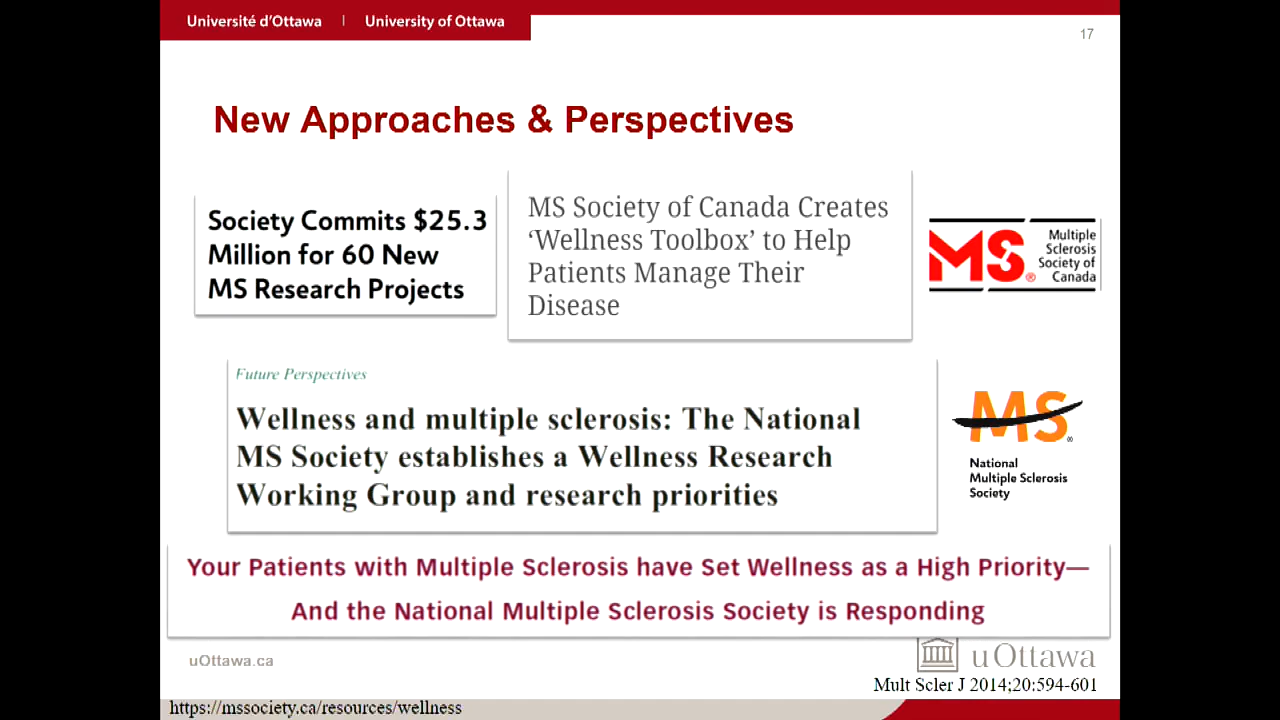 Université d'Ottawa | University of Ottawa
17
New Approaches & Perspectives
Society Commits $25.3
Million for 60 New
MS Research Projects
MS Society of Canada Creates
‘Wellness Toolbox’ to Help
Patients Manage Their
Disease
MS®
Multiple
Sclerosis
Society of
Canada
Future Perspectives
Wellness and multiple sclerosis: The National
MS Society establishes a Wellness Research
Working Group and research priorities
MS®
National
Multiple Sclerosis
Society
Your Patients with Multiple Sclerosis have Set Wellness as a High Priority—
And the National Multiple Sclerosis Society is Responding
uOttawa.ca
uOttawa
Mult Scler J 2014;20:594-601
https://mssociety.ca/resources/wellness